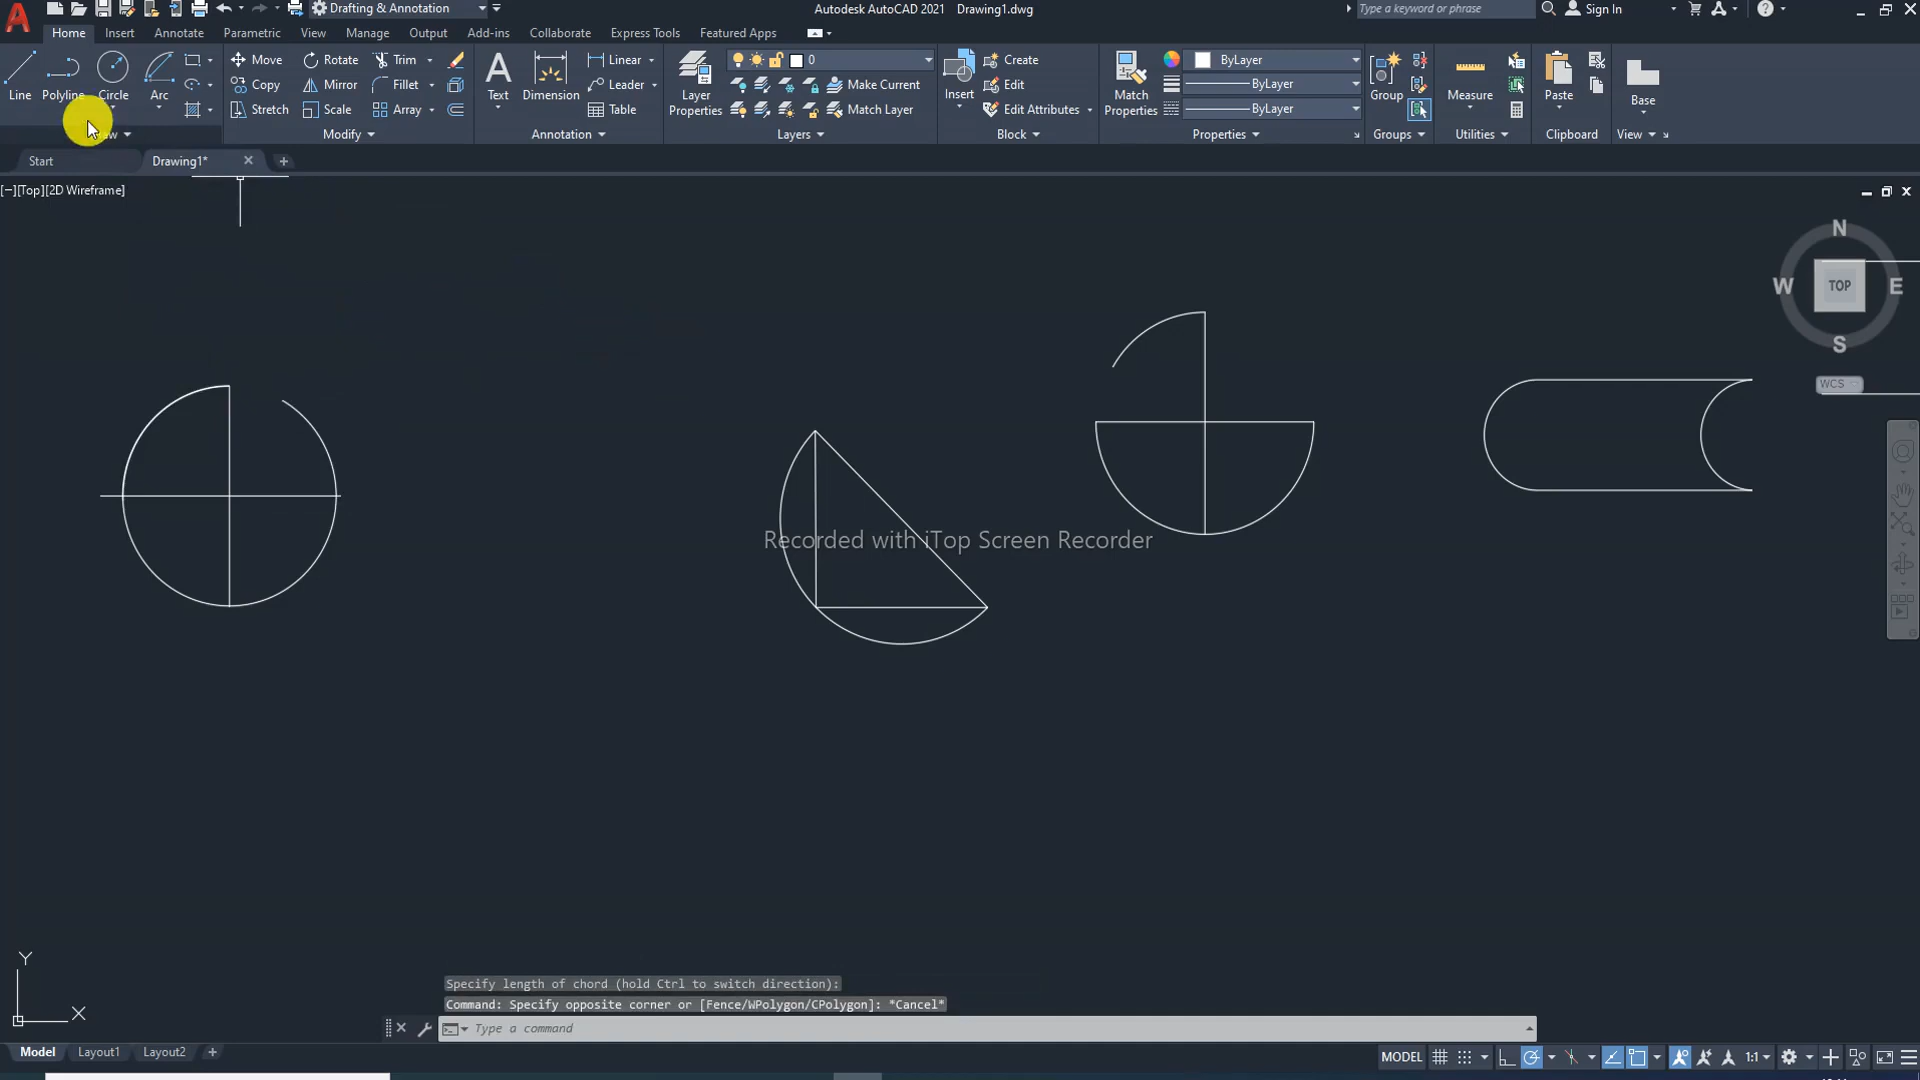 Drafting & Annotation
Autodesk AutoCAD 2021 Drawing1.dwg
Type a keyword or phrase
Sign In
Home Insert Annotate Parametric View Manage Output Add-ins Collaborate Express Tools Featured Apps
Move Rotate Trim Linear Create ByLayer
Line Polyline Circle Arc Copy Mirror Fillet Text Dimension Leader Layer Properties 0 Make Current Insert Edit Match Properties ByLayer Group Measure Paste Base
Stretch Scale Array Table Match Layer Edit Attributes ByLayer
Modify Annotation Layers Block Properties Groups Utilities Clipboard View
Start Drawing1*
[−][Top][2D Wireframe]
N
W TOP E
S
WCS
Recorded with iTop Screen Recorder
Y
X
Specify length of chord (hold Ctrl to switch direction):
Command: Specify opposite corner or [Fence/WPolygon/CPolygon]: *Cancel*
Type a command
Model Layout1 Layout2
MODEL 1:1